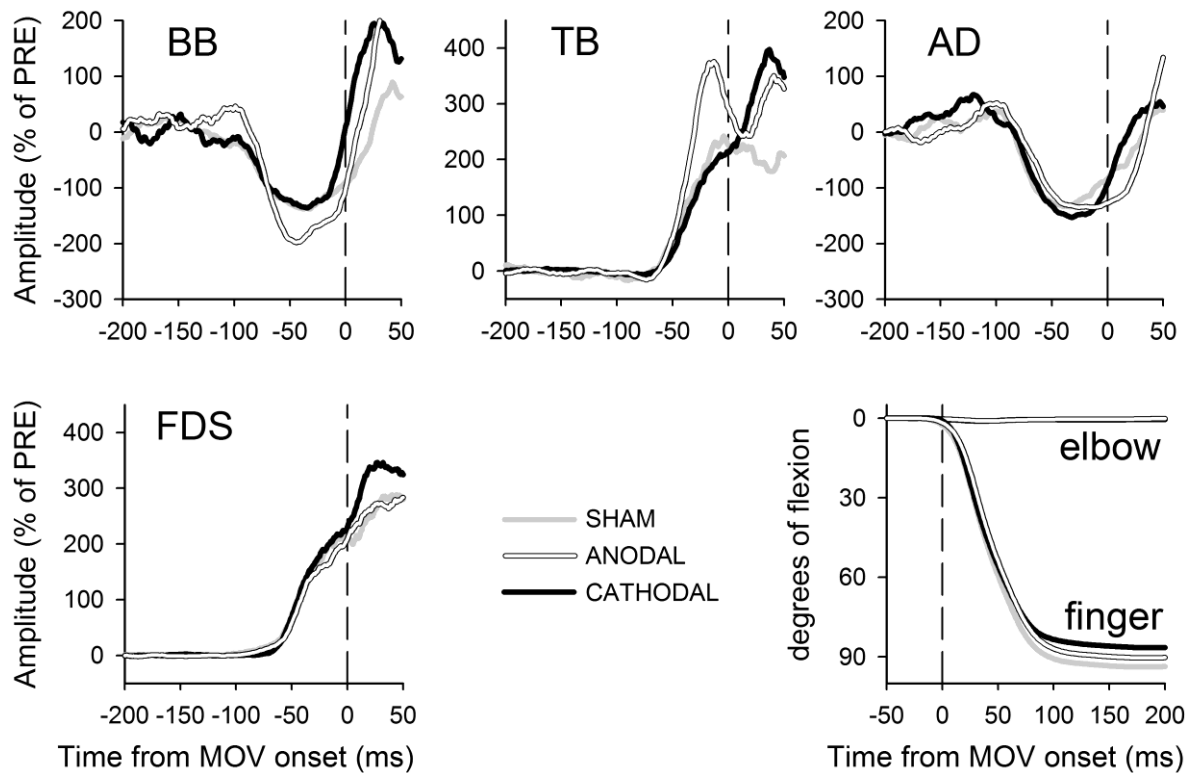 BB
TB
AD
Amplitude (% of PRE)
200
100
0
-100
-200
-300
-200 -150 -100 -50 0 50
400
300
200
100
0
-200 -150 -100 -50 0 50
200
100
0
-100
-200
-300
-200 -150 -100 -50 0 50
FDS
Amplitude (% of PRE)
400
300
200
100
0
-200 -150 -100 -50 0 50
Time from MOV onset (ms)
SHAM
ANODAL
CATHODAL
degrees of flexion
0
30
60
90
elbow
finger
-50 0 50 100 150 200
Time from MOV onset (ms)